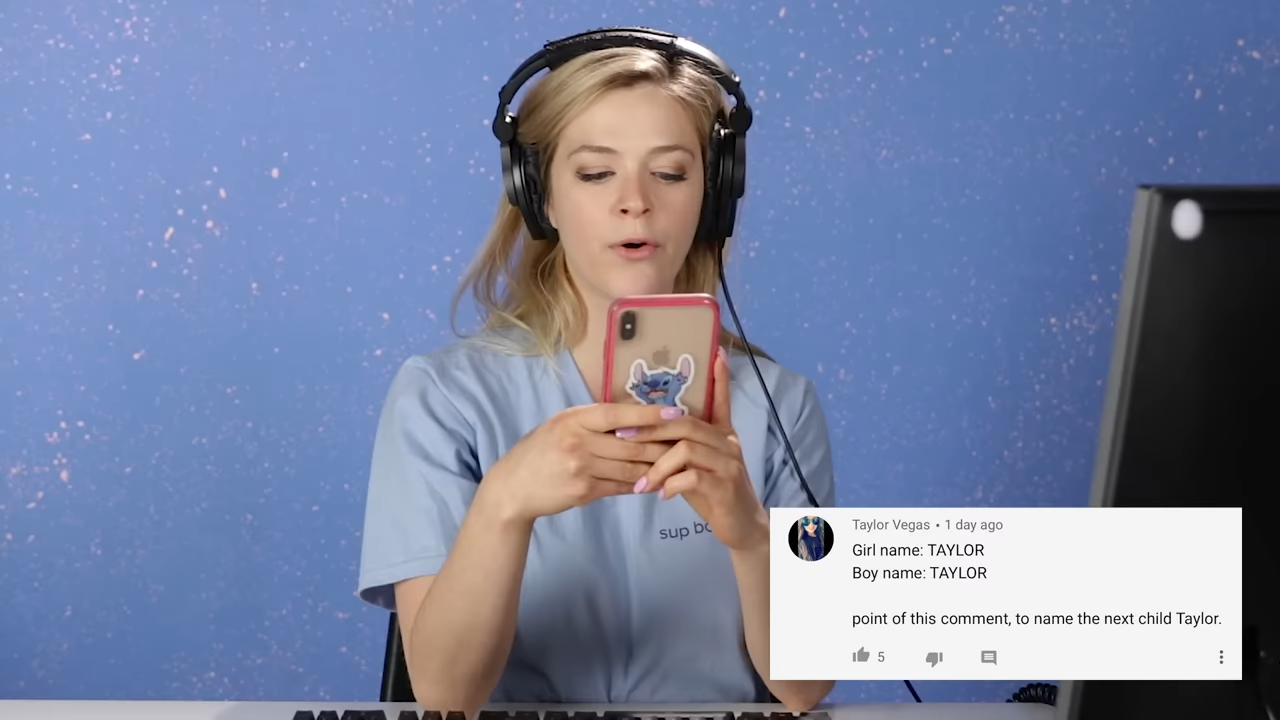 sup
Taylor Vegas • 1 day ago
Girl name: TAYLOR
Boy name: TAYLOR
point of this comment, to name the next child Taylor.
5